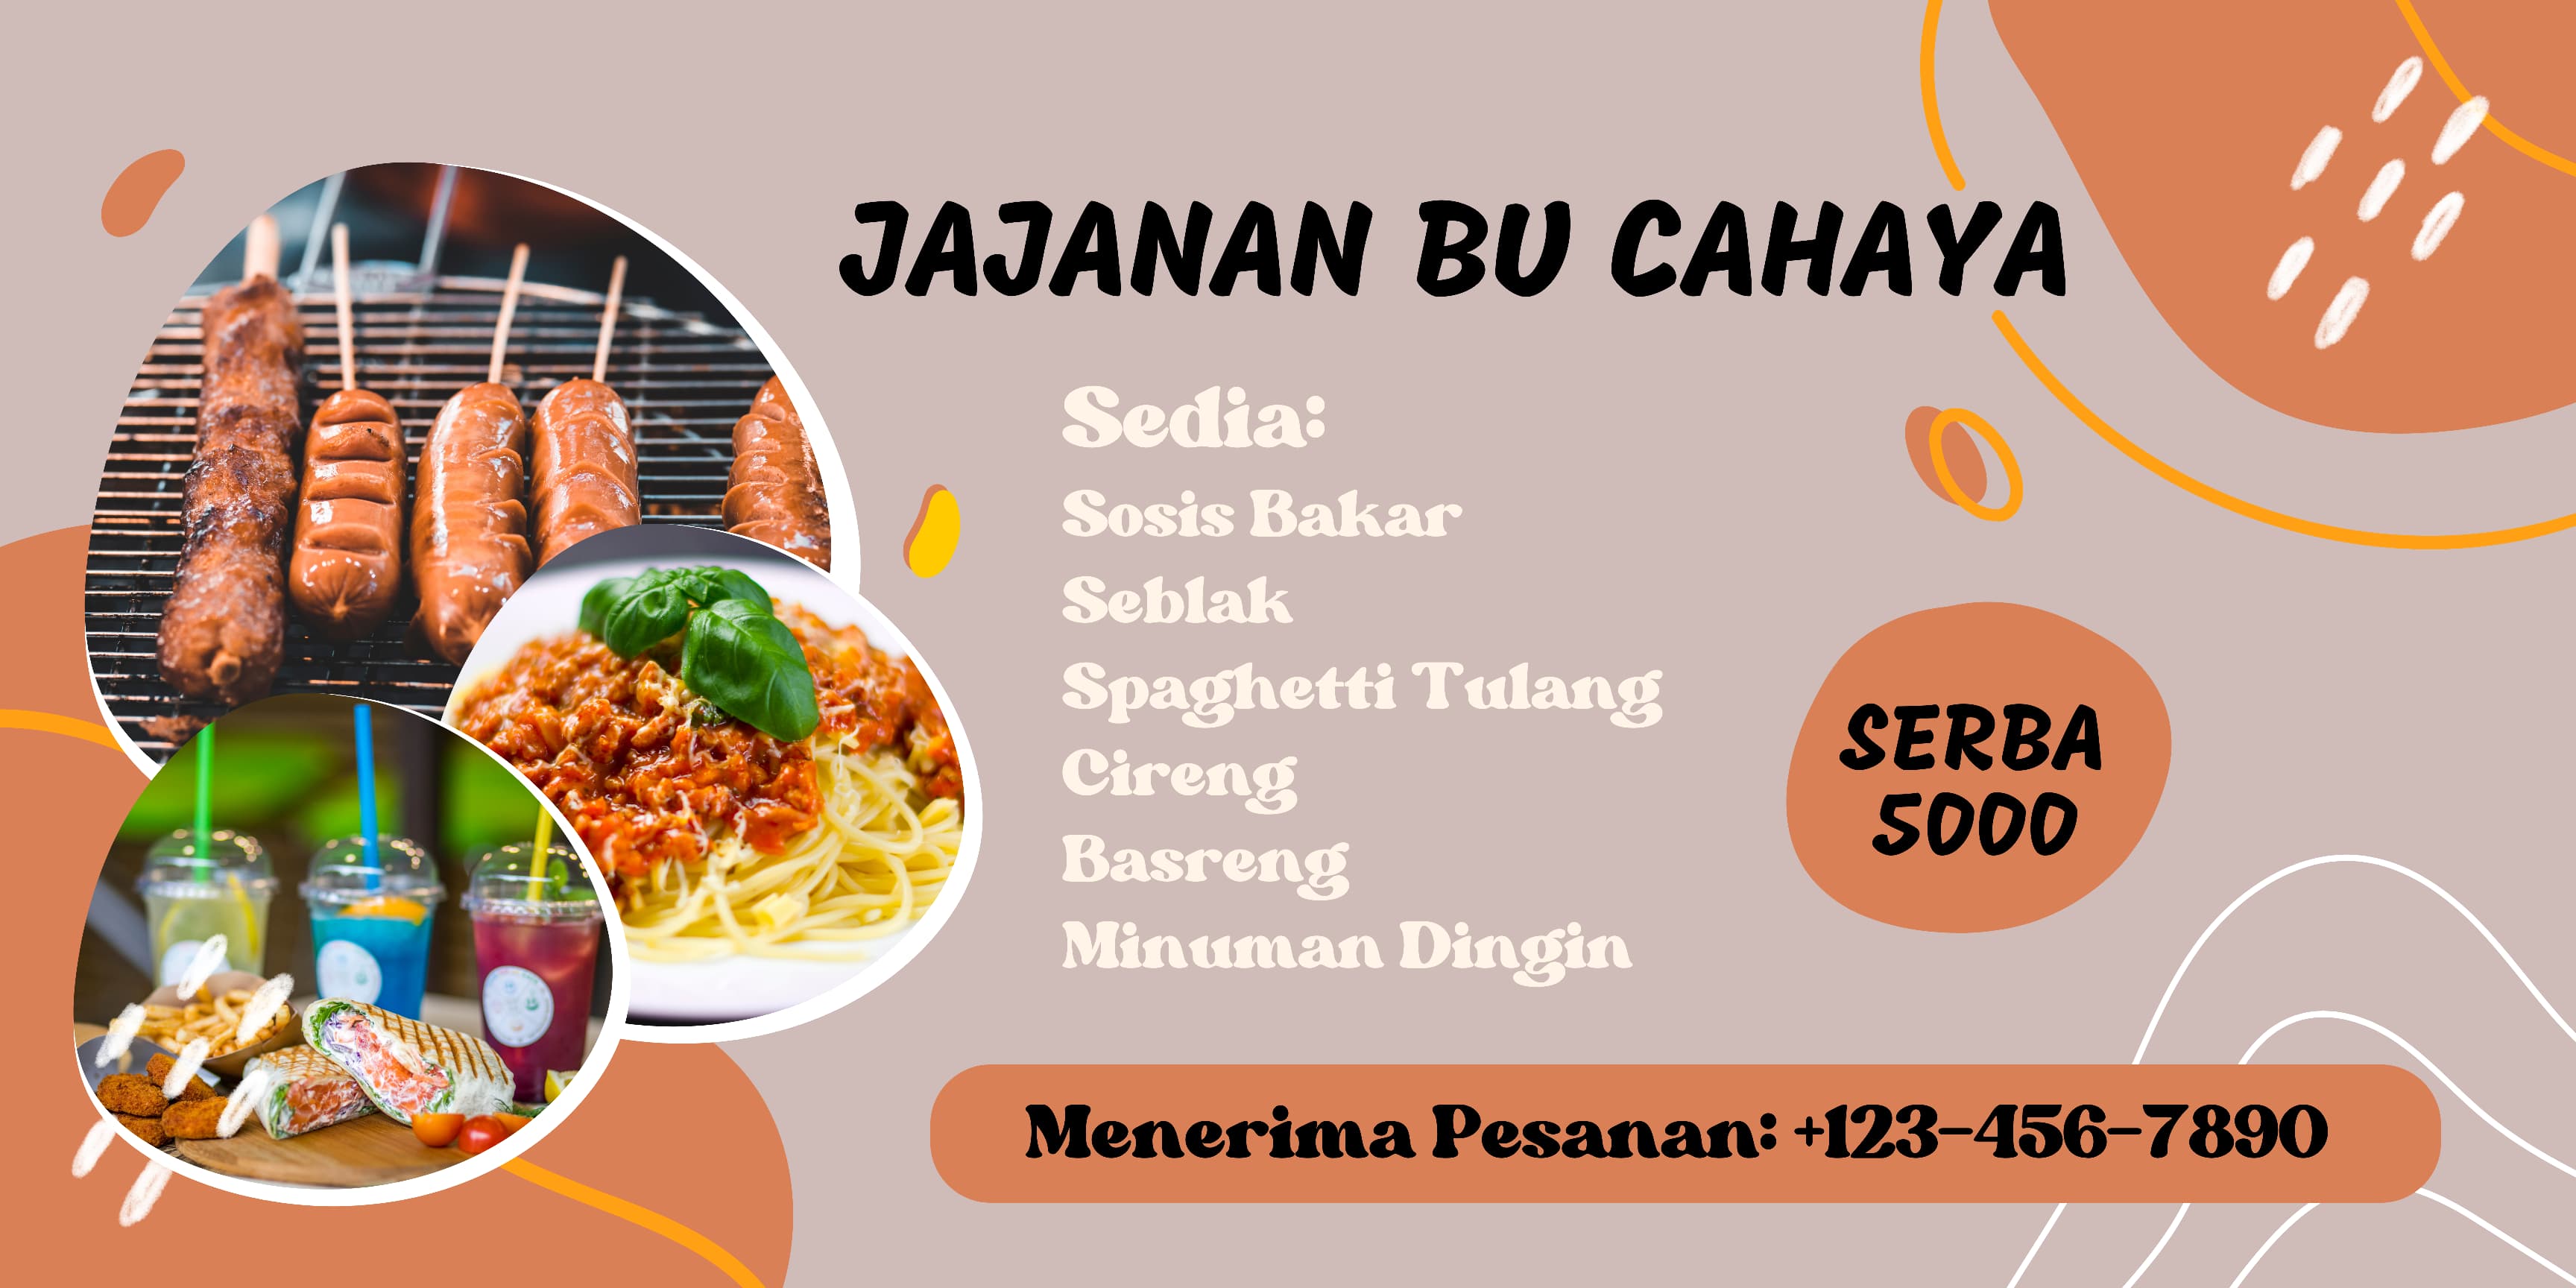 JAJANAN BU CAHAYA
Sedia:
Sosis Bakar
Seblak
Spaghetti Tulang
Cireng
Basreng
Minuman Dingin
SERBA
5000
Menerima Pesanan: +123-456-7890